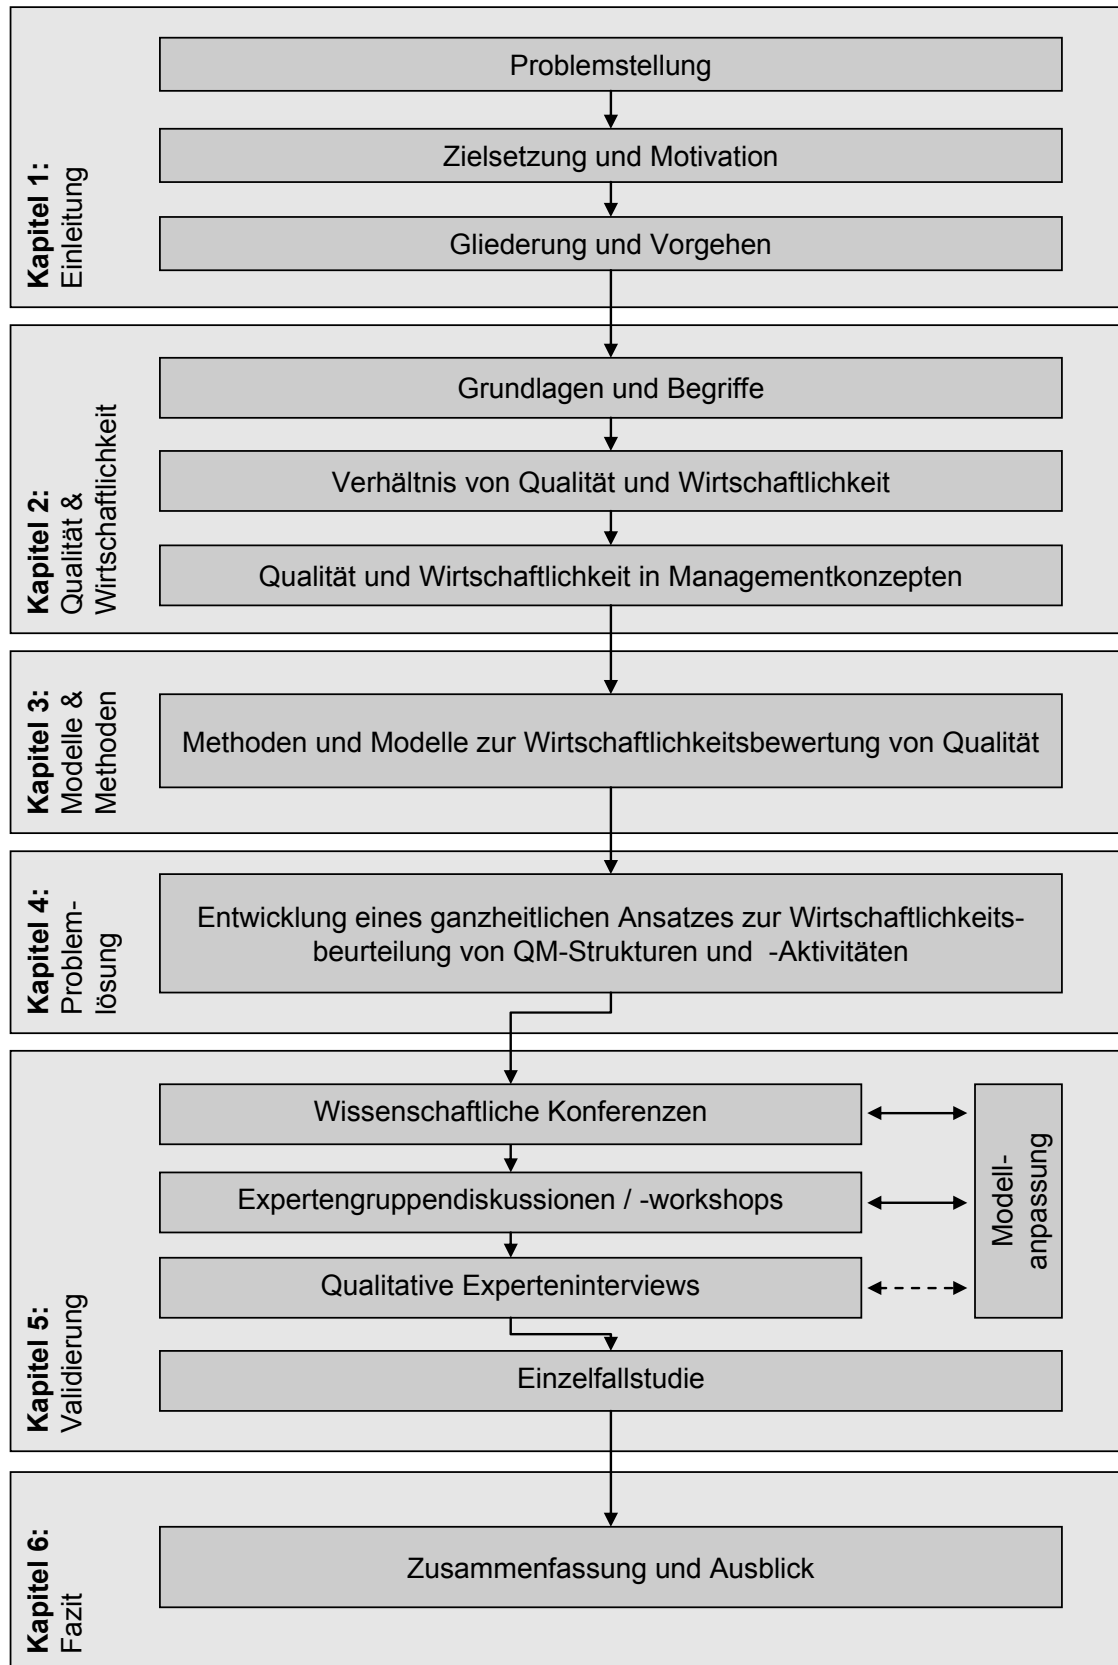 Kapitel 1:
Einleitung
Problemstellung
Zielsetzung und Motivation
Gliederung und Vorgehen
Kapitel 2:
Qualität &
Wirtschaftlichkeit
Grundlagen und Begriffe
Verhältnis von Qualität und Wirtschaftlichkeit
Qualität und Wirtschaftlichkeit in Managementkonzepten
Kapitel 3:
Modelle &
Methoden
Methoden und Modelle zur Wirtschaftlichkeitsbewertung von Qualität
Kapitel 4:
Problem-
lösung
Entwicklung eines ganzheitlichen Ansatzes zur Wirtschaftlichkeits-
beurteilung von QM-Strukturen und -Aktivitäten
Kapitel 5:
Validierung
Wissenschaftliche Konferenzen
Expertengruppendiskussionen / -workshops
Qualitative Experteninterviews
Modell-
anpassung
Einzelfallstudie
Kapitel 6:
Fazit
Zusammenfassung und Ausblick